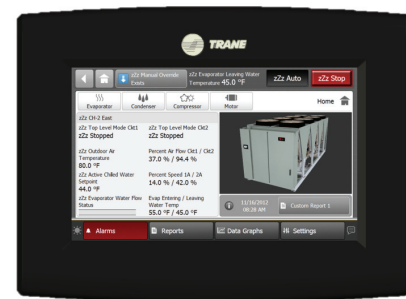 TRANE
zZz Manual Override
Exists
zZz Evaporator Leaving Water
Temperature 45.0 °F
zZz Auto
zZz Stop
Evaporator
Condenser
Compressor
Motor
Home
zZz CH-2 East
zZz Top Level Mode Ckt1
zZz Stopped
zZz Top Level Mode Ckt2
zZz Stopped
zZz Outdoor Air
Temperature
80.0 °F
Percent Air Flow Ckt1 / Ckt2
37.0 % / 94.4 %
zZz Active Chilled Water
Setpoint
44.0 °F
Percent Speed 1A / 2A
14.0 % / 42.0 %
zZz Evaporator Water Flow
Status
Evap Entering / Leaving
Water Temp
55.0 °F / 45.0 °F
11/16/2012
08:28 AM
Custom Report 1
Alarms
Reports
Data Graphs
Settings